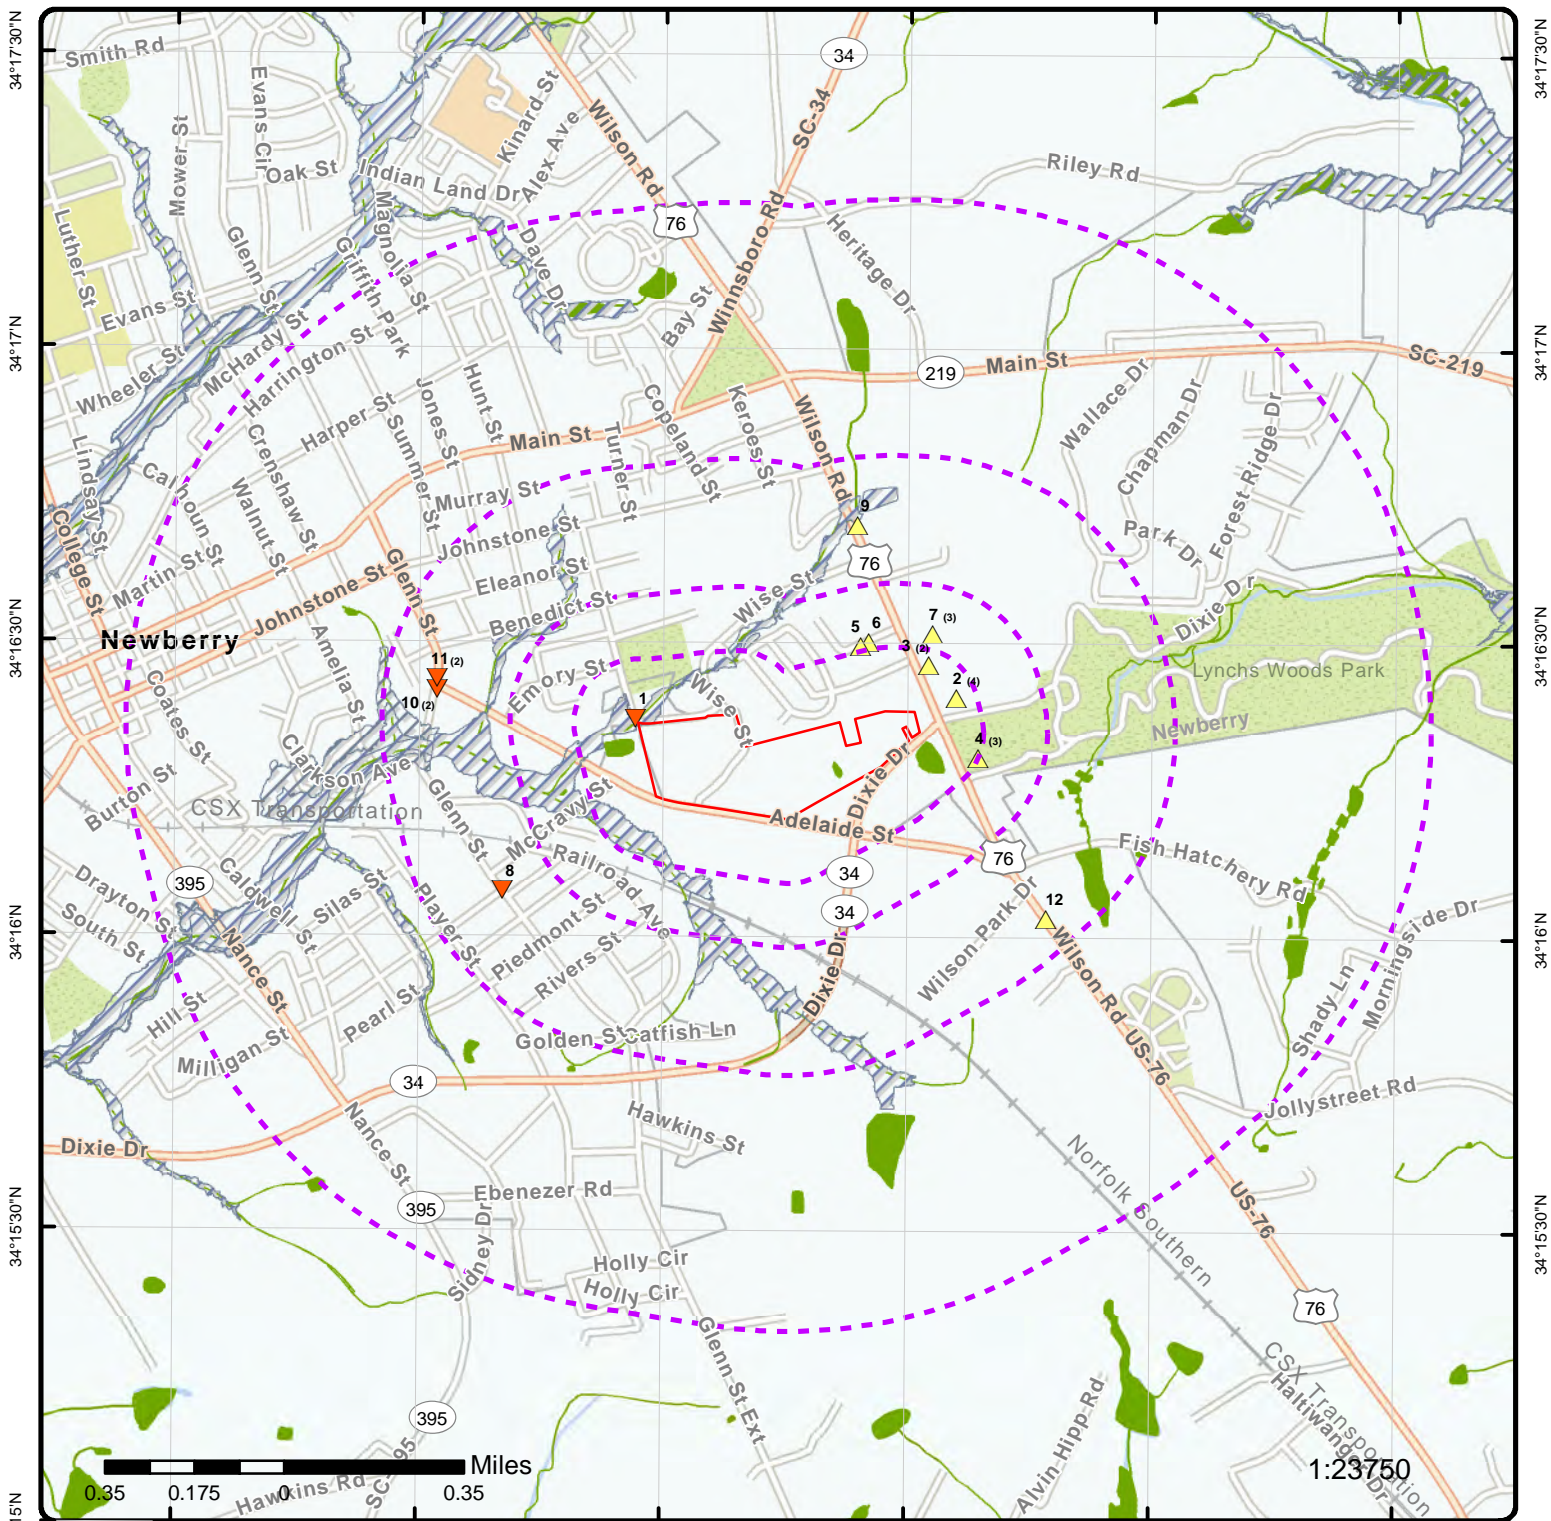 34°17'30"N
34°17'30"N
Smith Rd
Evans Cir
Mower St
Oak St
Kinard St
Alex Ave
Indian Land Dr
Wilson Rd
34
SC-34
Riley Rd
Luther St
Glenn St
Magnolia St
Griffith Park
Dave Dr
76
Winnsboro Rd
Heritage Dr
Evans St
Bay St
34°17'N
34°17'N
Wheeler St
McHardy St
Harrington St
Jones St
Hunt St
219
Main St
SC-219
Harper St
Summer St
Main St
Turner St
Copeland St
Keroes St
Wilson Rd
Wallace Dr
Chapman Dr
Forest Ridge Dr
Lindsay St
Calhoun St
Crenshaw St
Walnut St
Murray St
College St
Martin St
Johnstone St
Johnstone St
Glenn St
Eleanor St
9
76
Park Dr
Wise St
Benedict St
Dixie Dr
34°16'30"N
34°16'30"N
Newberry
Amelia St
5
6
7 (3)
3 (2)
11 (2)
10 (2)
Emory St
Wise St
1
2 (4)
Lynchs Woods Park
Newberry
Coates St
Clarkson Ave
4 (3)
Burton St
CSX Transportation
Glenn St
McCravy St
Dixie Dr
Adelaide St
Railroad Ave
8
76
Fish Hatchery Rd
395
34
34
Drayton St
South St
Caldwell St
Silas St
Player St
Piedmont St
Rivers St
Wilson Park Dr
12
Morningside Dr
34°16'N
34°16'N
Nance St
Dixie Dr
Wilson Rd
US-76
Shady Ln
Hill St
Pearl St
Milligan St
Golden St
Catfish Ln
34
Jollystreet Rd
Nance St
Hawkins St
Dixie Dr
Norfolk Southern
Ebenezer Rd
395
Sidney Dr
US-76
34°15'30"N
34°15'30"N
Holly Cir
Holly Cir
76
Glenn St Ext
CSX Transportation
Haltiwanger Dr
Alvin Hipp Rd
395
Miles
1:23750
0.35
0.175
0
0.35
Hawkins Rd